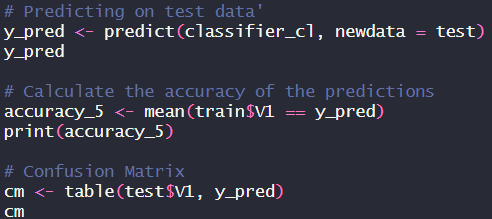 # Predicting on test data'
y_pred <- predict(classifier_cl, newdata = test)
y_pred
# Calculate the accuracy of the predictions
accuracy_5 <- mean(train$V1 == y_pred)
print(accuracy_5)
# Confusion Matrix
cm <- table(test$V1, y_pred)
cm